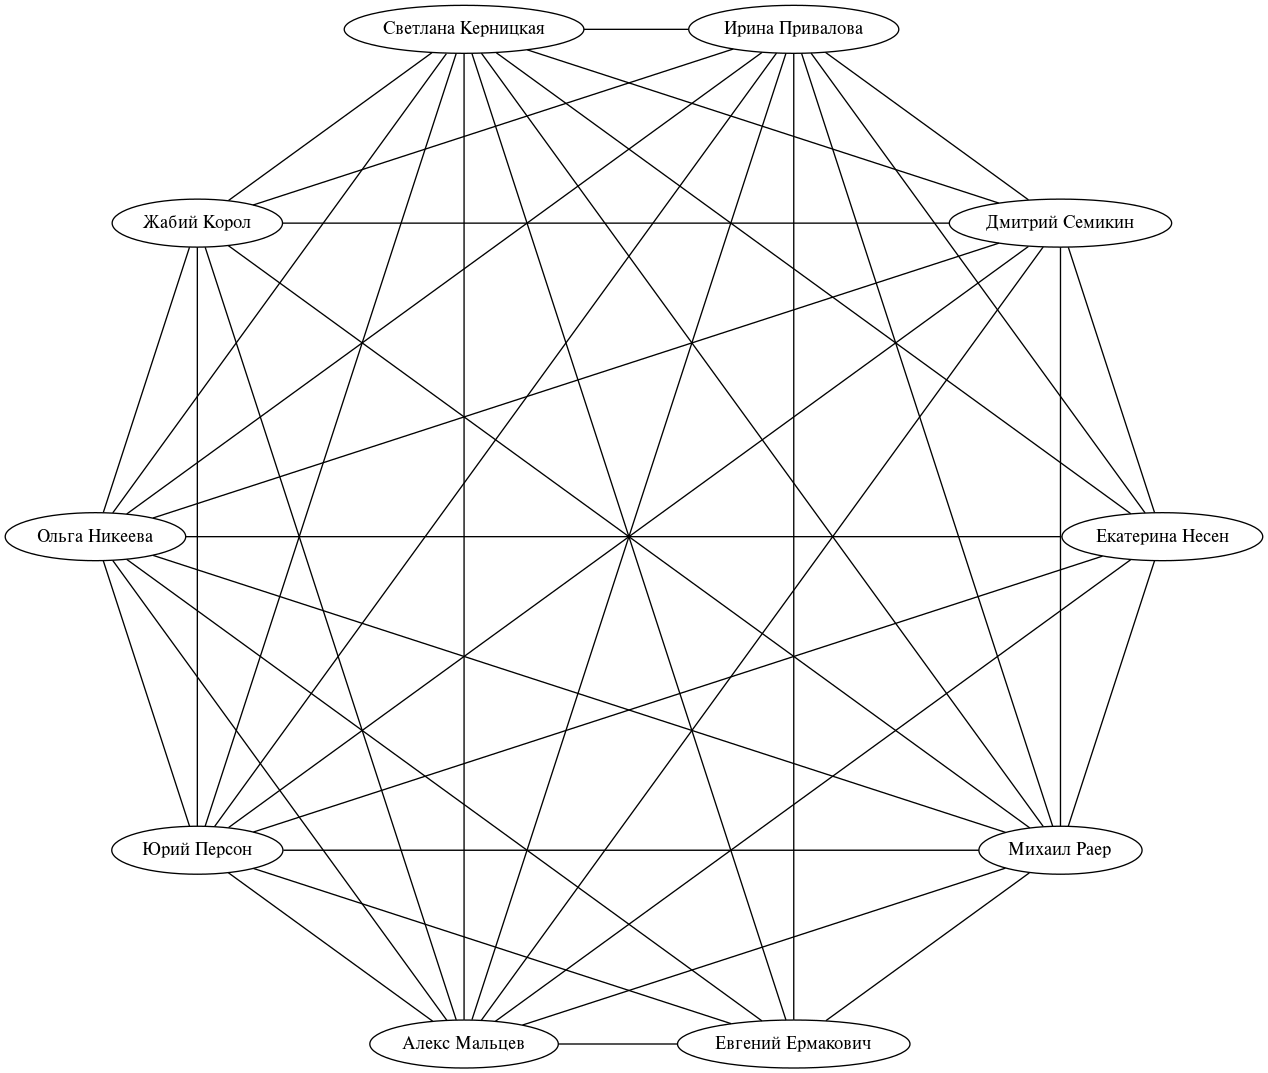 Светлана Керницкая
Ирина Привалова
Жабий Корол
Дмитрий Семикин
Ольга Никеева
Екатерина Несен
Юрий Персон
Михаил Раер
Алекс Мальцев
Евгений Ермакович